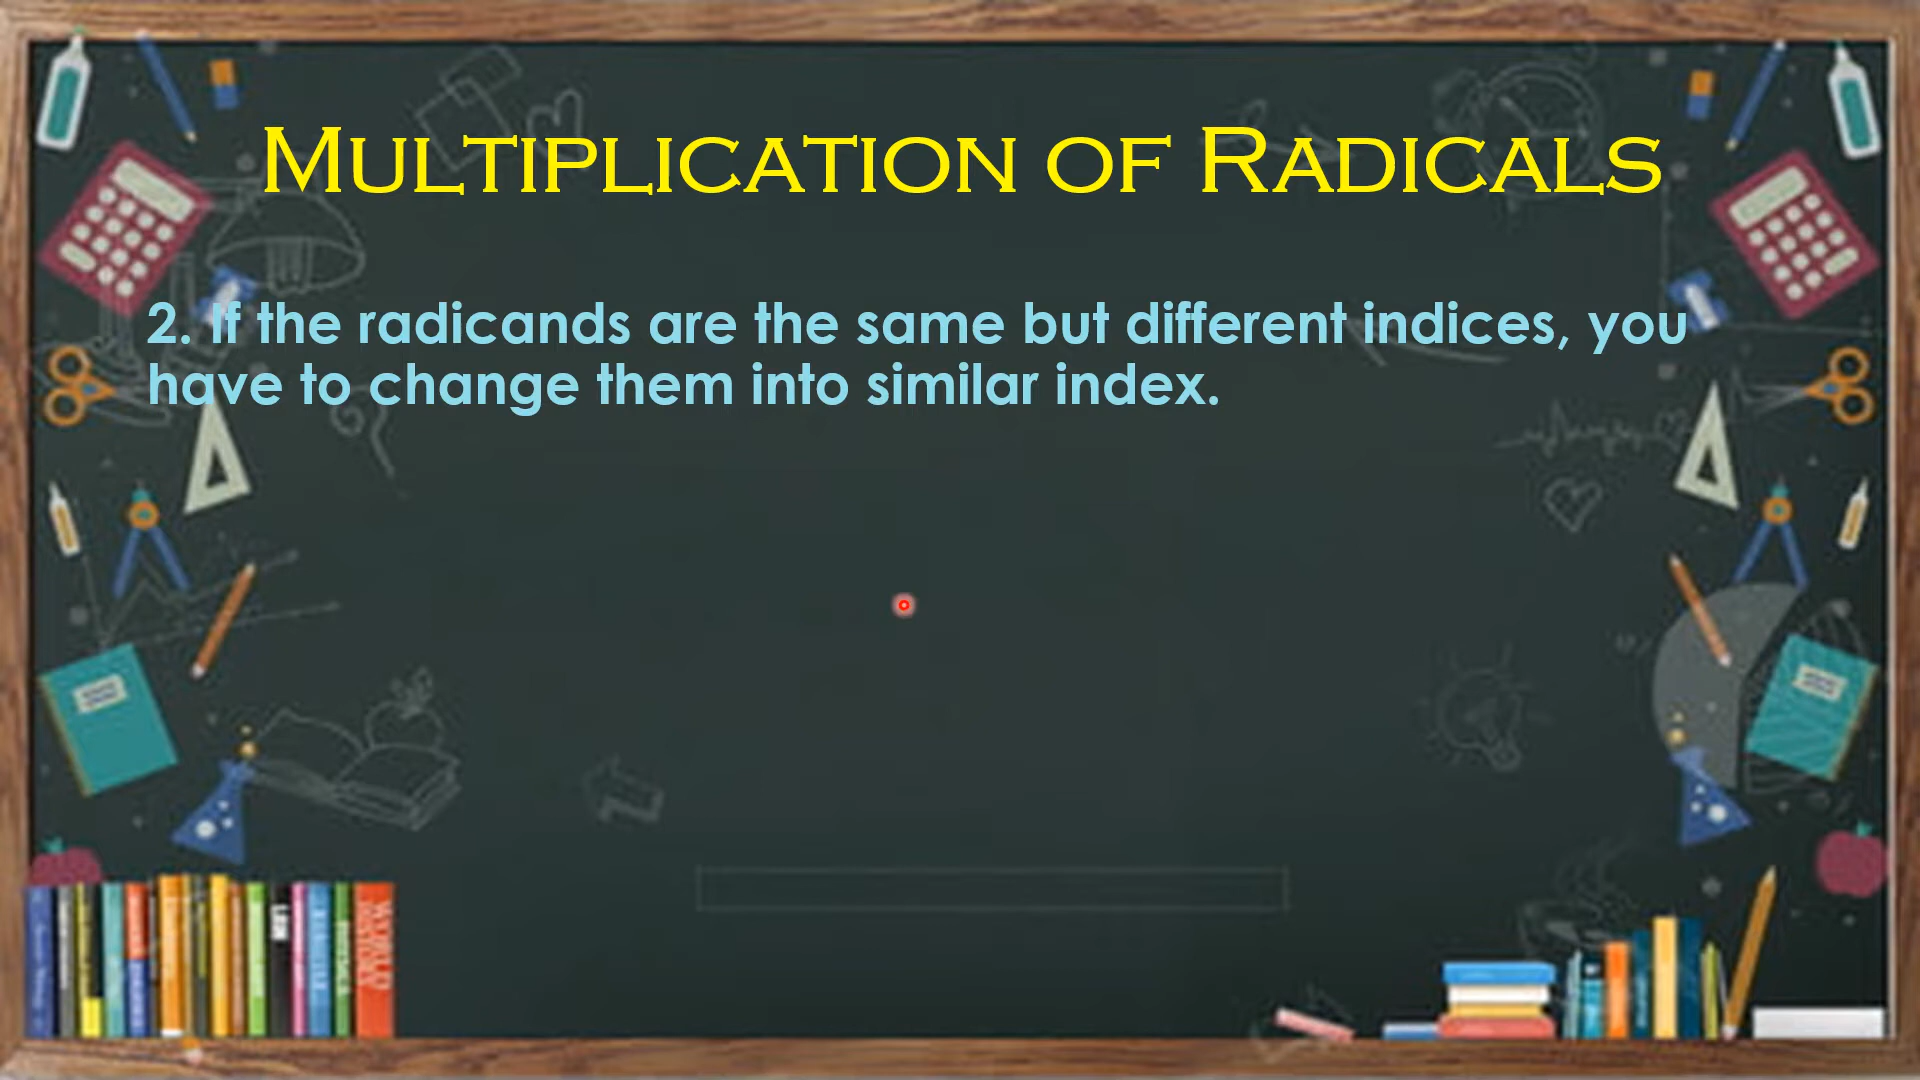 Multiplication of Radicals
2. If the radicands are the same but different indices, you
have to change them into similar index.